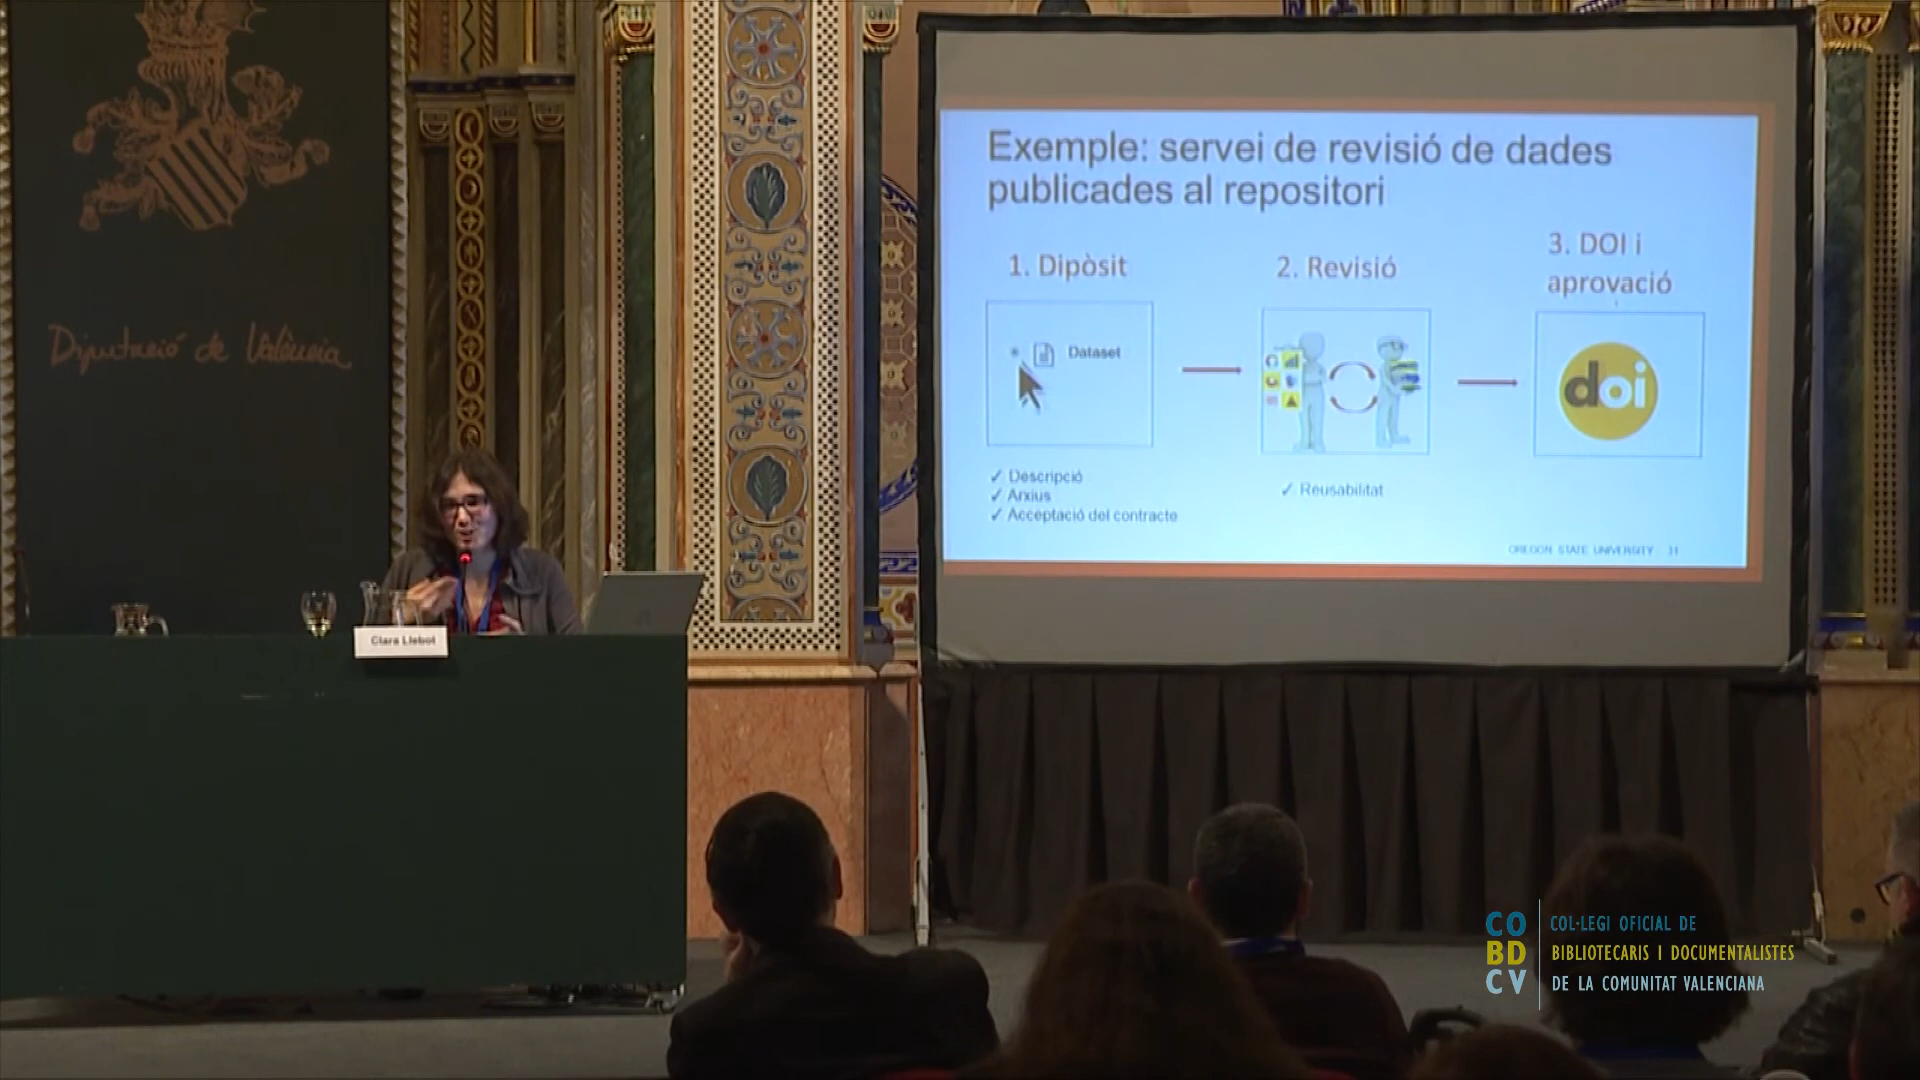 Diputació de València
Clara Llebot
Exemple: servei de revisió de dades
publicades al repositori
1. Dipòsit
2. Revisió
3. DOI i
aprovació
Dataset
doi
✓ Descripció
✓ Arxius
✓ Acceptació del contracte
✓ Reusabilitat
OREGON STATE UNIVERSITY 31
CO
BD
CV
COL·LEGI OFICIAL DE
BIBLIOTECARIS I DOCUMENTALISTES
DE LA COMUNITAT VALENCIANA